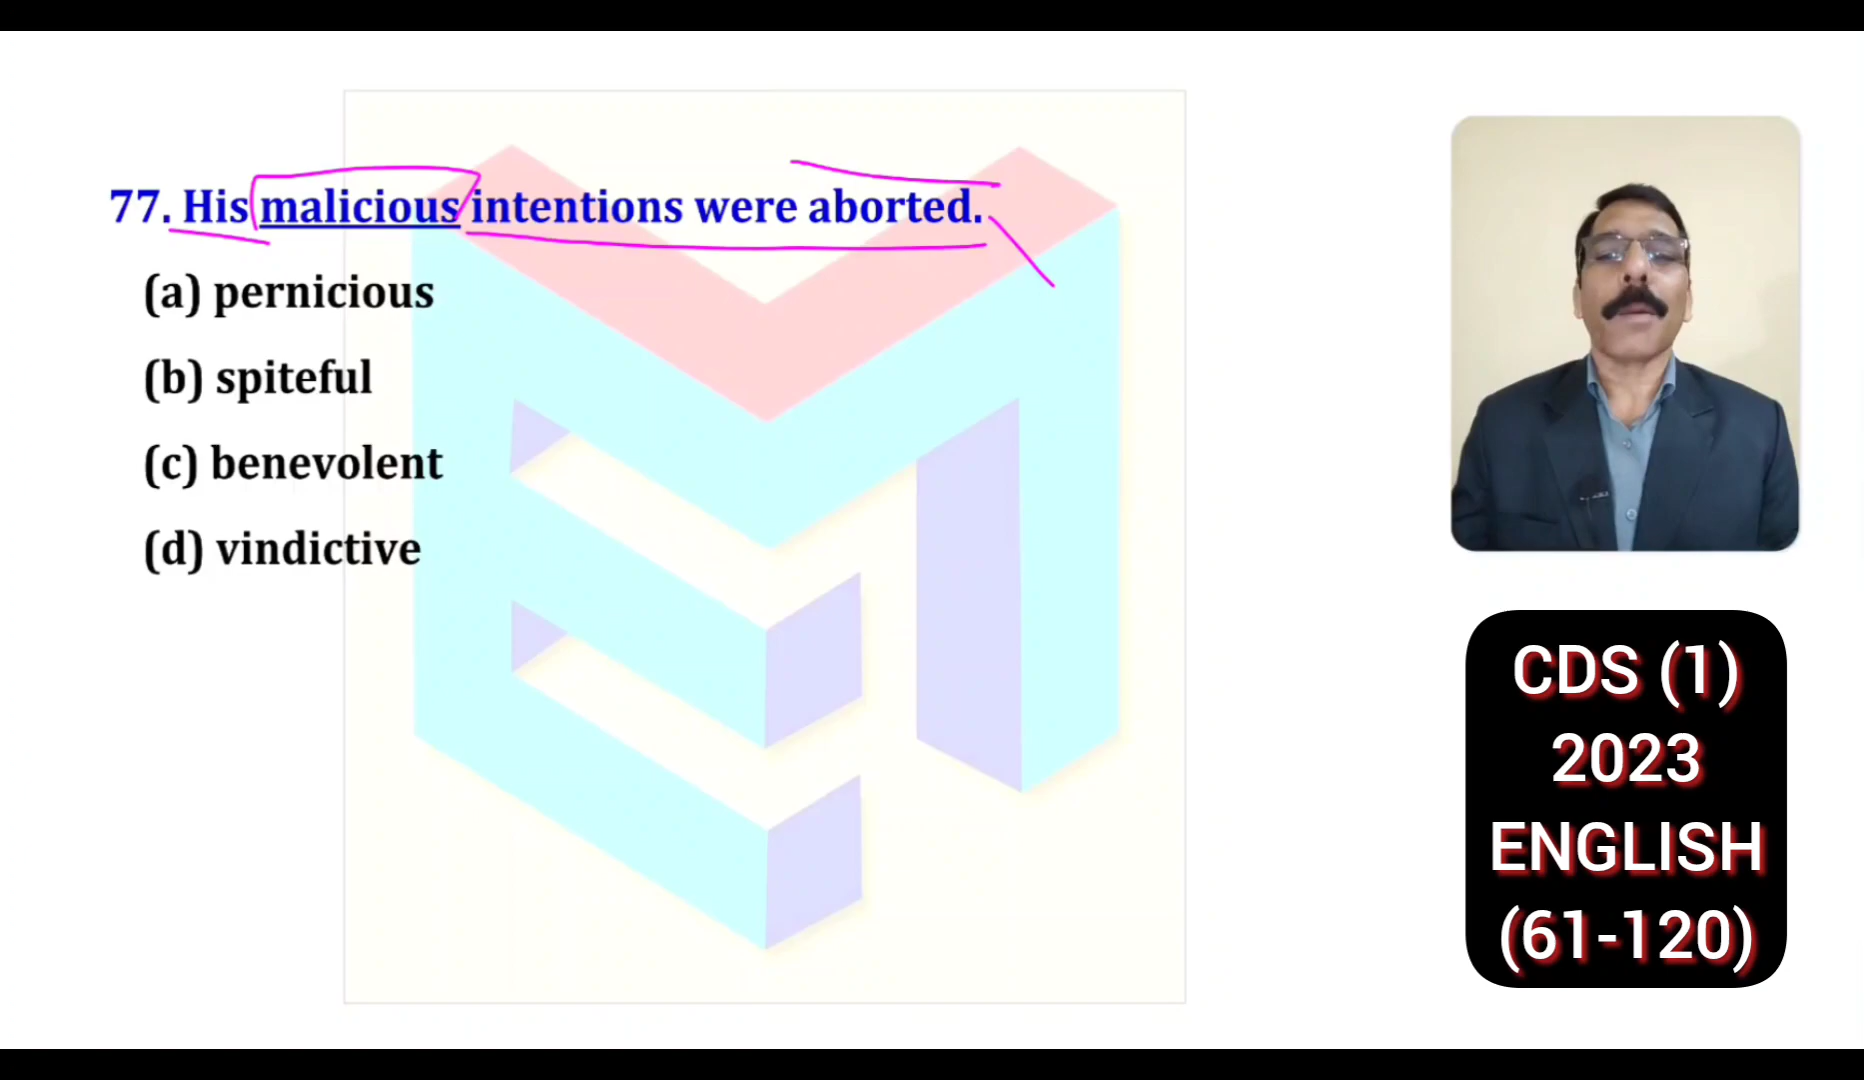 77. His malicious intentions were aborted.
(a) pernicious
(b) spiteful
(c) benevolent
(d) vindictive
CDS (1)
2023
ENGLISH
(61-120)